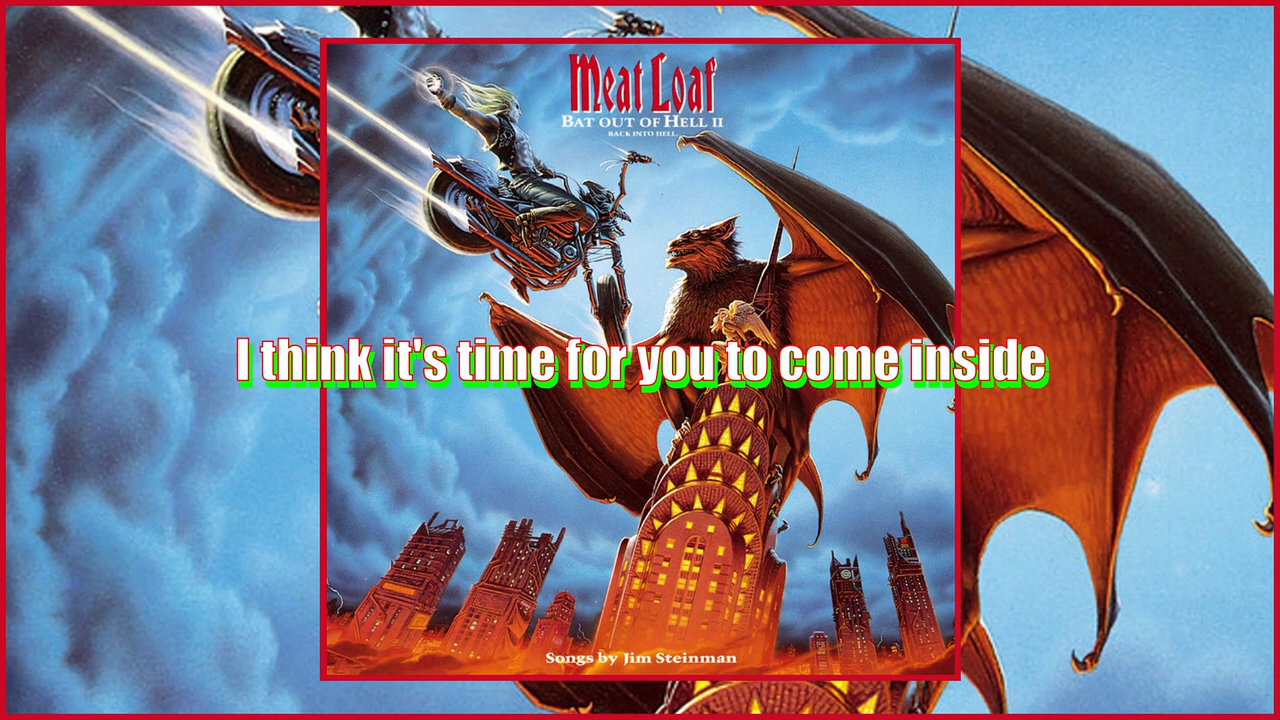 Meat Loaf
BAT OUT OF HELL II
BACK INTO HELL.
I think it's time for you to come inside
Songs by Jim Steinman